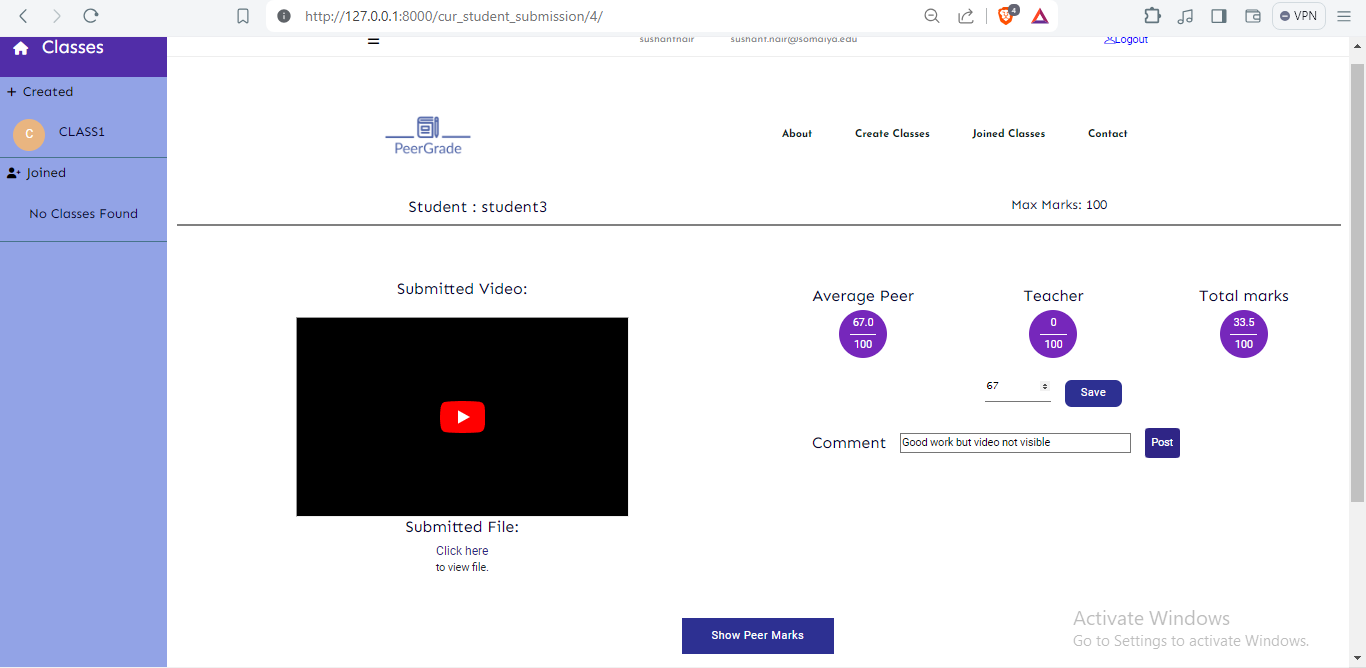 http://127.0.0.1:8000/cur_student_submission/4/
4
VPN
Classes
sushantnair sushant.nair@somaiya.edu Logout
+ Created
C CLASS1
Joined
No Classes Found
PeerGrade
About Create Classes Joined Classes Contact
Student : student3 Max Marks: 100
Submitted Video:
Average Peer Teacher Total marks
67.0 0 33.5
100 100 100
67 Save
Comment Good work but video not visible Post
Submitted File:
Click here
to view file.
Show Peer Marks
Activate Windows
Go to Settings to activate Windows.